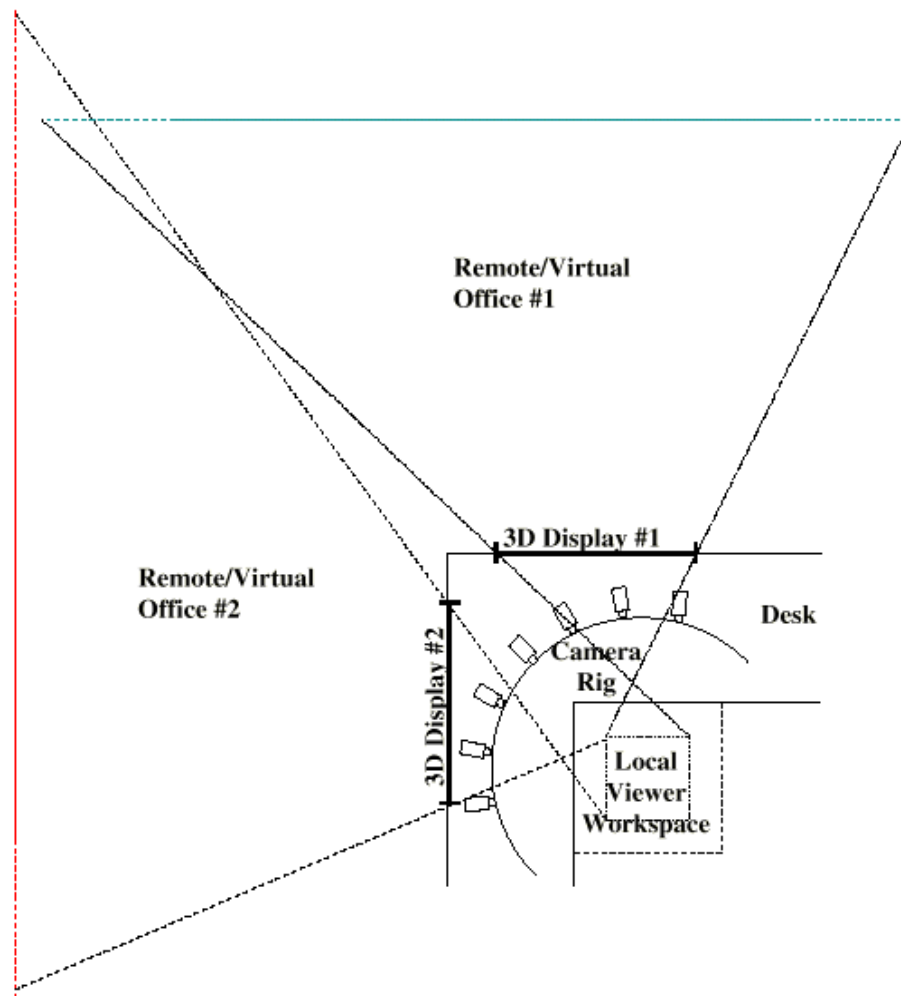 Remote/Virtual
Office #1
3D Display #1
Remote/Virtual
Office #2
Desk
3D Display #2
Camera
Rig
Local
Viewer
Workspace